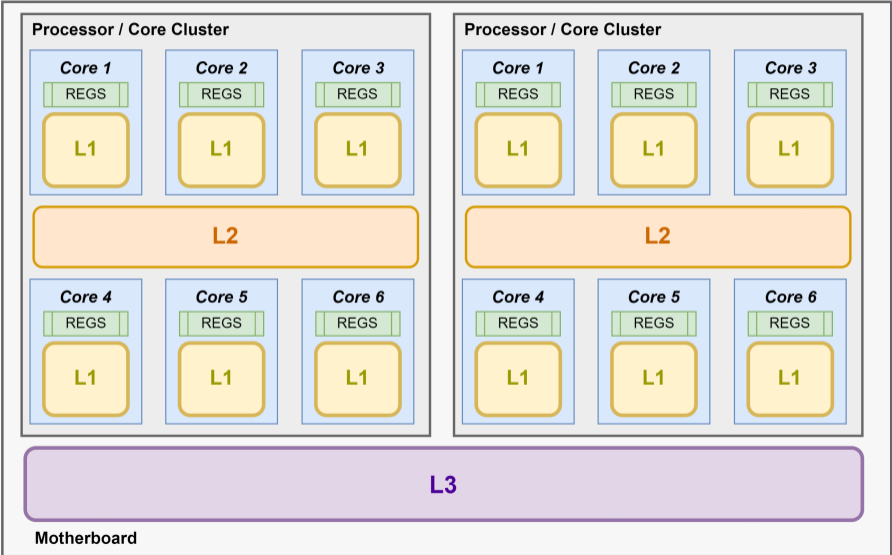 Processor / Core Cluster
Core 1 Core 2 Core 3
REGS REGS REGS
L1 L1 L1
L2
Core 4 Core 5 Core 6
REGS REGS REGS
L1 L1 L1
Processor / Core Cluster
Core 1 Core 2 Core 3
REGS REGS REGS
L1 L1 L1
L2
Core 4 Core 5 Core 6
REGS REGS REGS
L1 L1 L1
L3
Motherboard